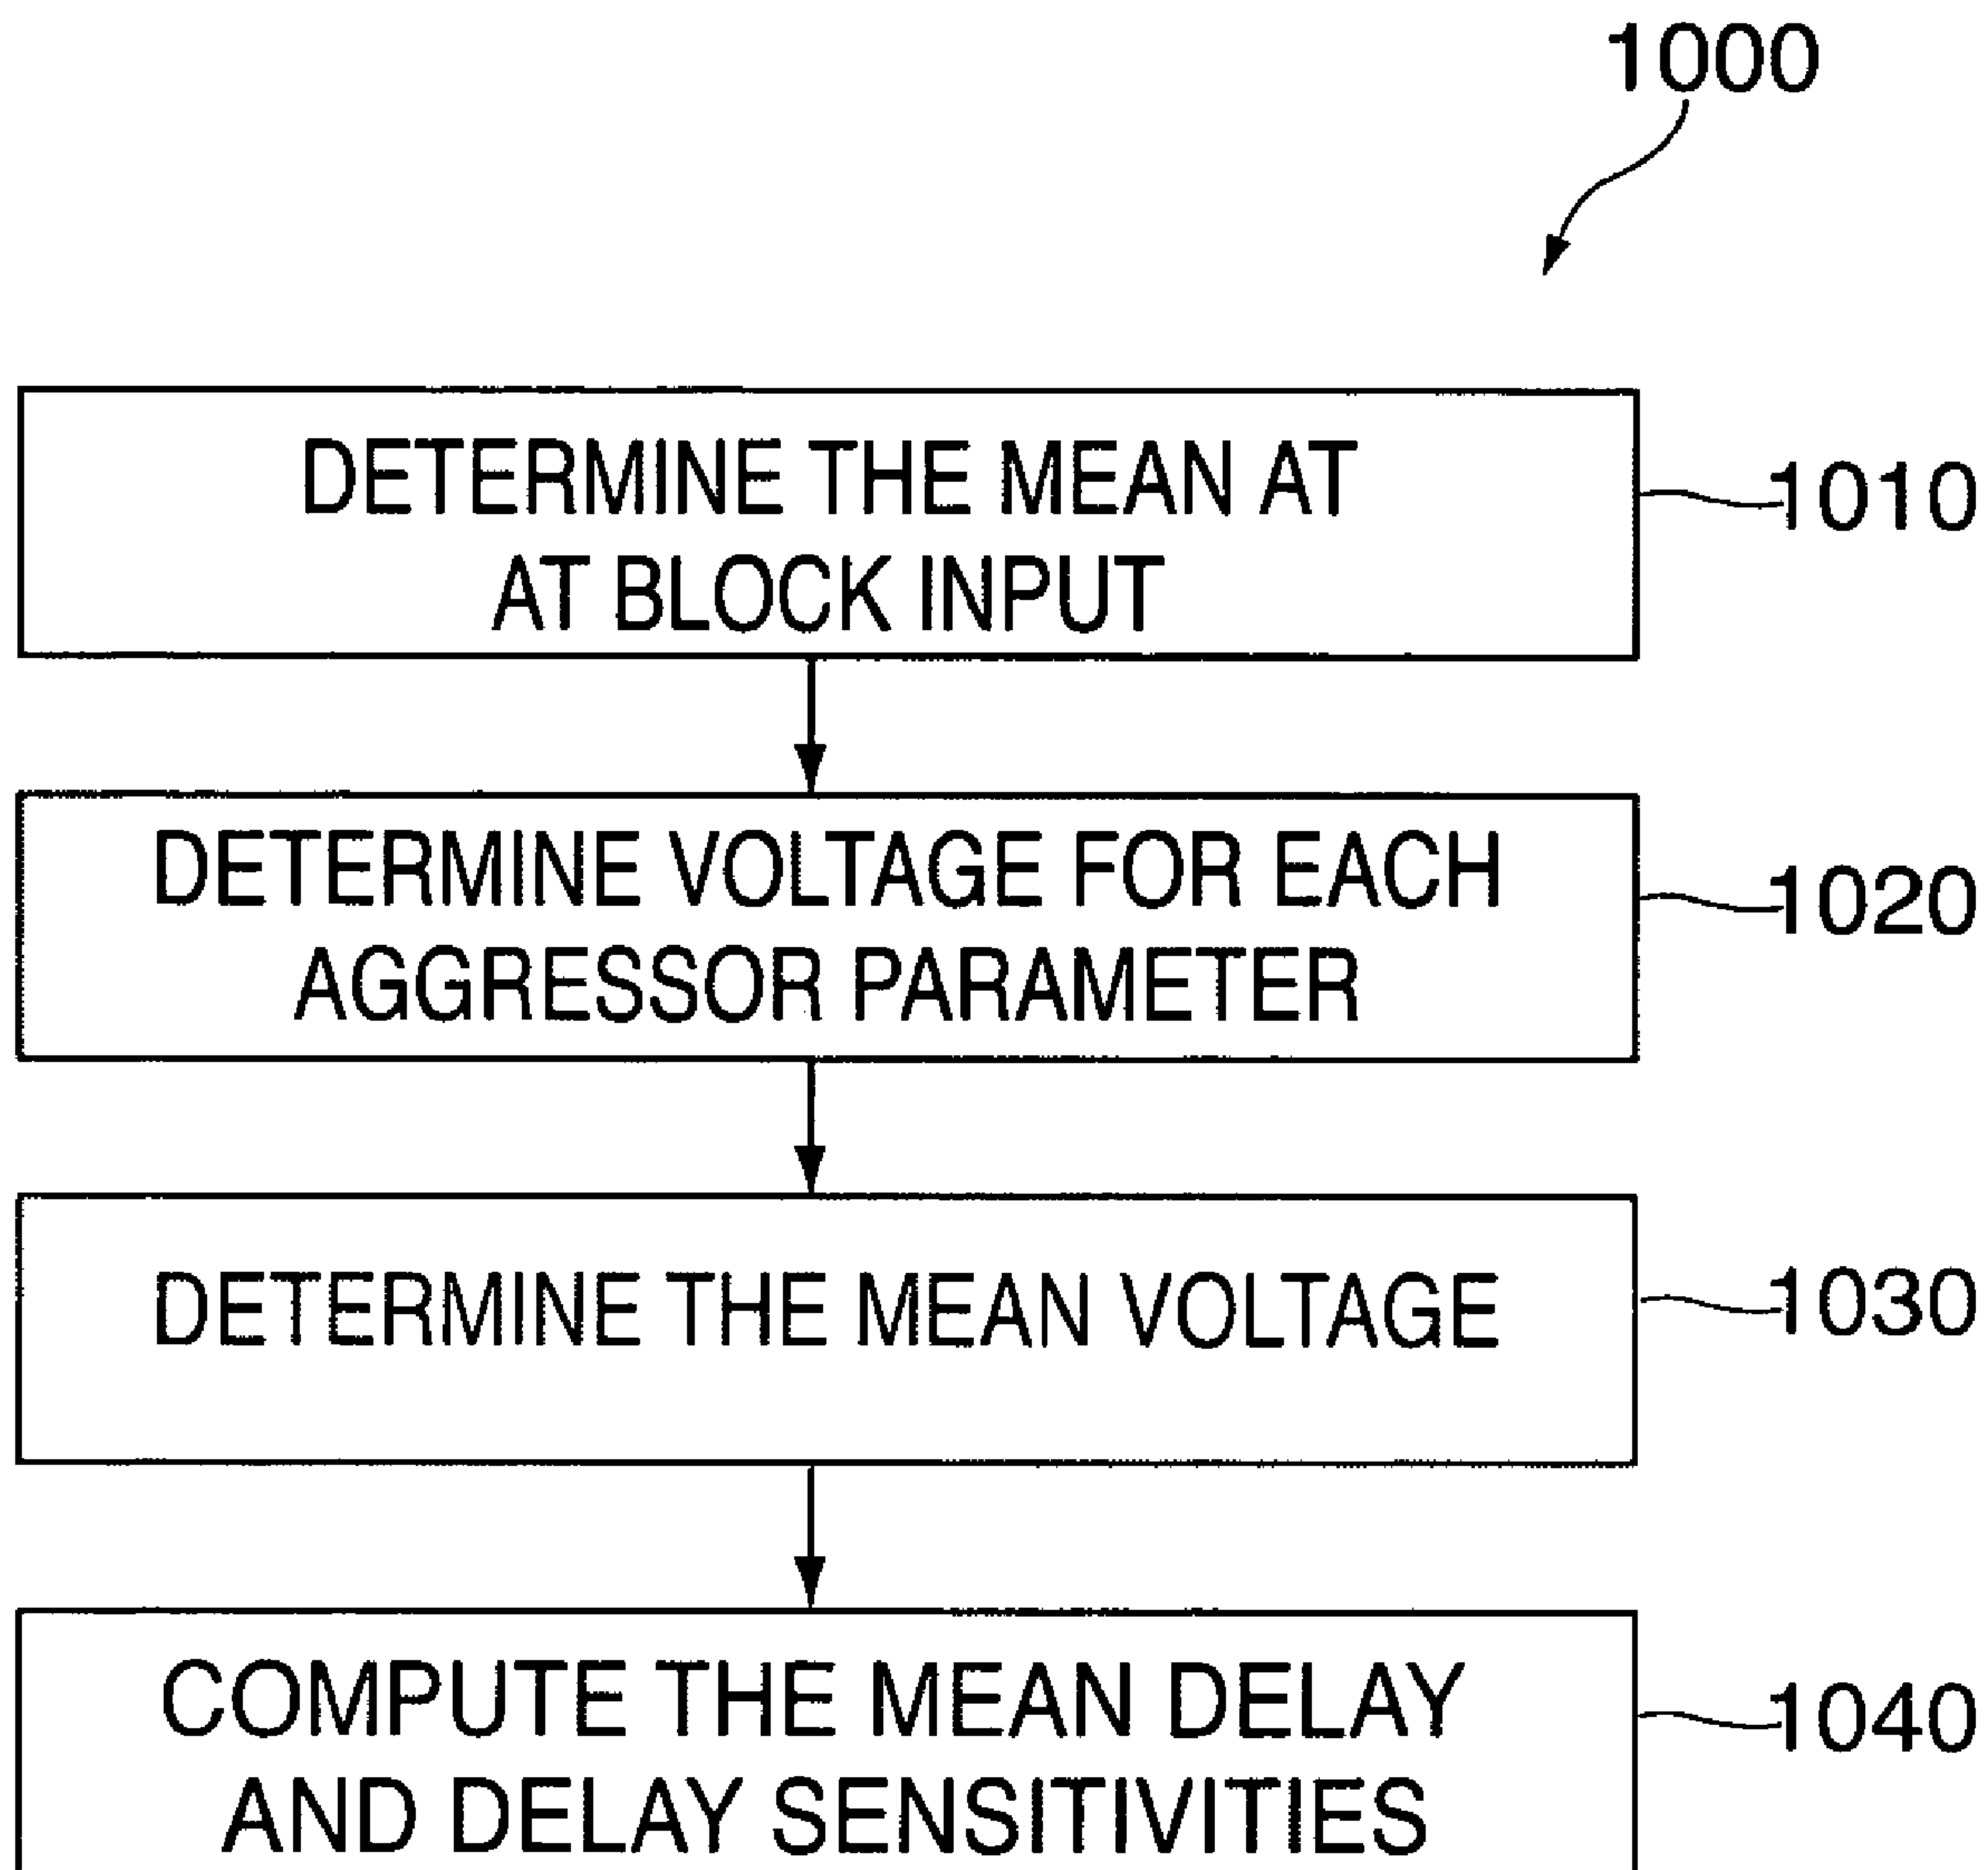 1000
DETERMINE THE MEAN AT
AT BLOCK INPUT
1010
DETERMINE VOLTAGE FOR EACH
AGGRESSOR PARAMETER
1020
DETERMINE THE MEAN VOLTAGE
1030
COMPUTE THE MEAN DELAY
AND DELAY SENSITIVITIES
1040